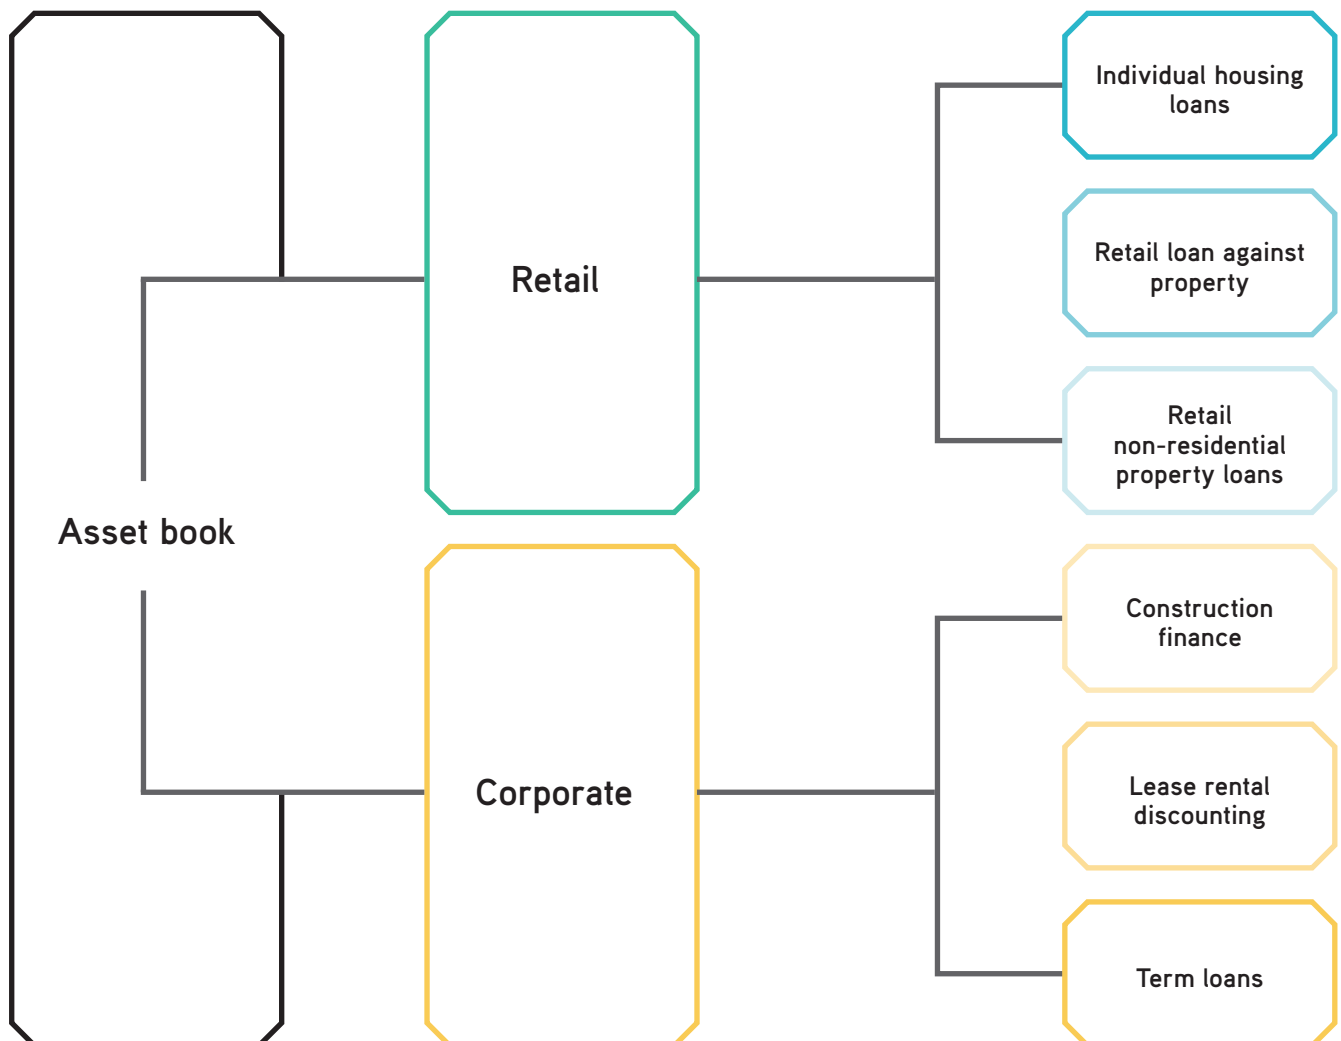 Asset book
Retail
Individual housing
loans
Retail loan against
property
Retail
non-residential
property loans
Corporate
Construction
finance
Lease rental
discounting
Term loans